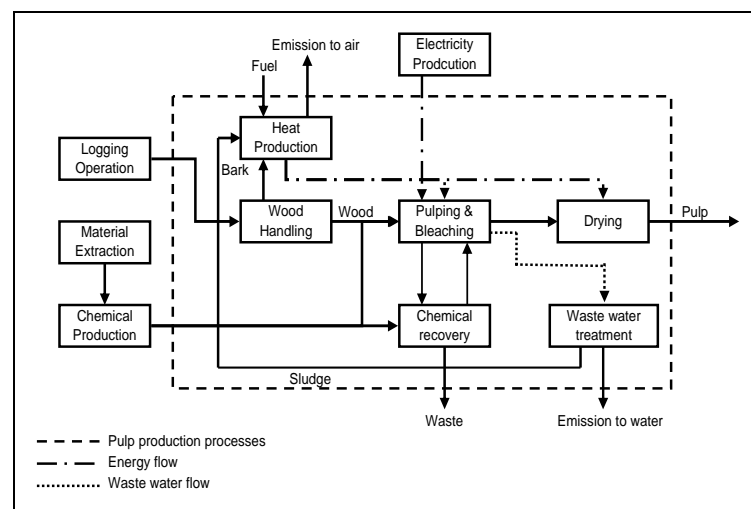 Emission to air
Electricity
Prodcution
Fuel
Heat
Production
Logging
Operation
Bark
Wood
Handling
Wood
Pulping &
Bleaching
Drying
Pulp
Material
Extraction
Chemical
Production
Chemical
recovery
Waste water
treatment
Sludge
Waste
Emission to water
Pulp production processes
Energy flow
Waste water flow